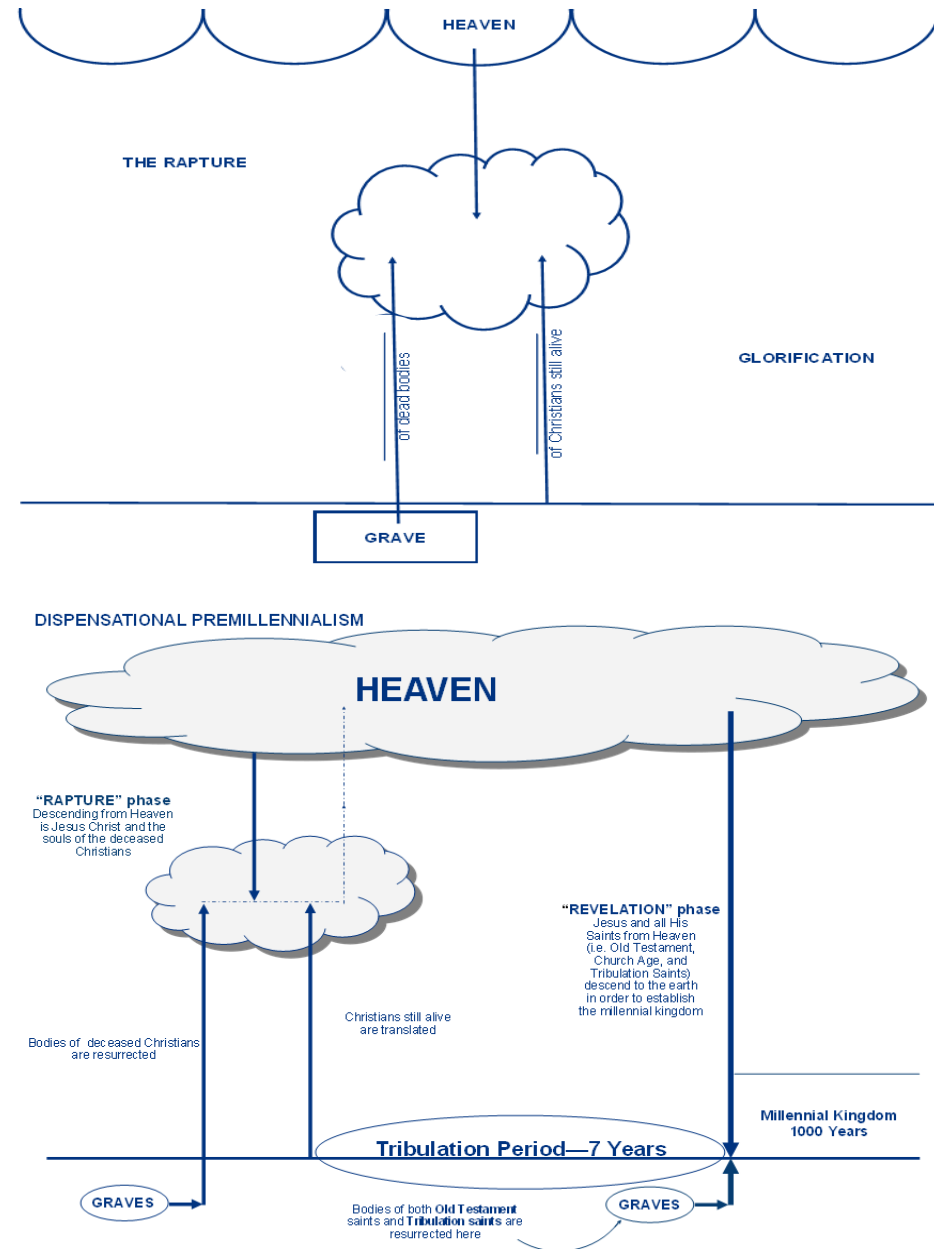 HEAVEN
THE RAPTURE
of dead bodies
of Christians still alive
GLORIFICATION
GRAVE
DISPENSATIONAL PREMILLENNIALISM
HEAVEN
“RAPTURE” phase
Descending from Heaven
is Jesus Christ and the
souls of the deceased
Christians
“REVELATION” phase
Jesus and all His
Saints from Heaven
(i.e. Old Testament,
Church Age, and
Tribulation Saints)
descend to the earth
in order to establish
the millennial kingdom
Christians still alive
are translated
Bodies of deceased Christians
are resurrected
Millennial Kingdom
1000 Years
Tribulation Period—7 Years
GRAVES
Bodies of both Old Testament
saints and Tribulation saints are
resurrected here
GRAVES